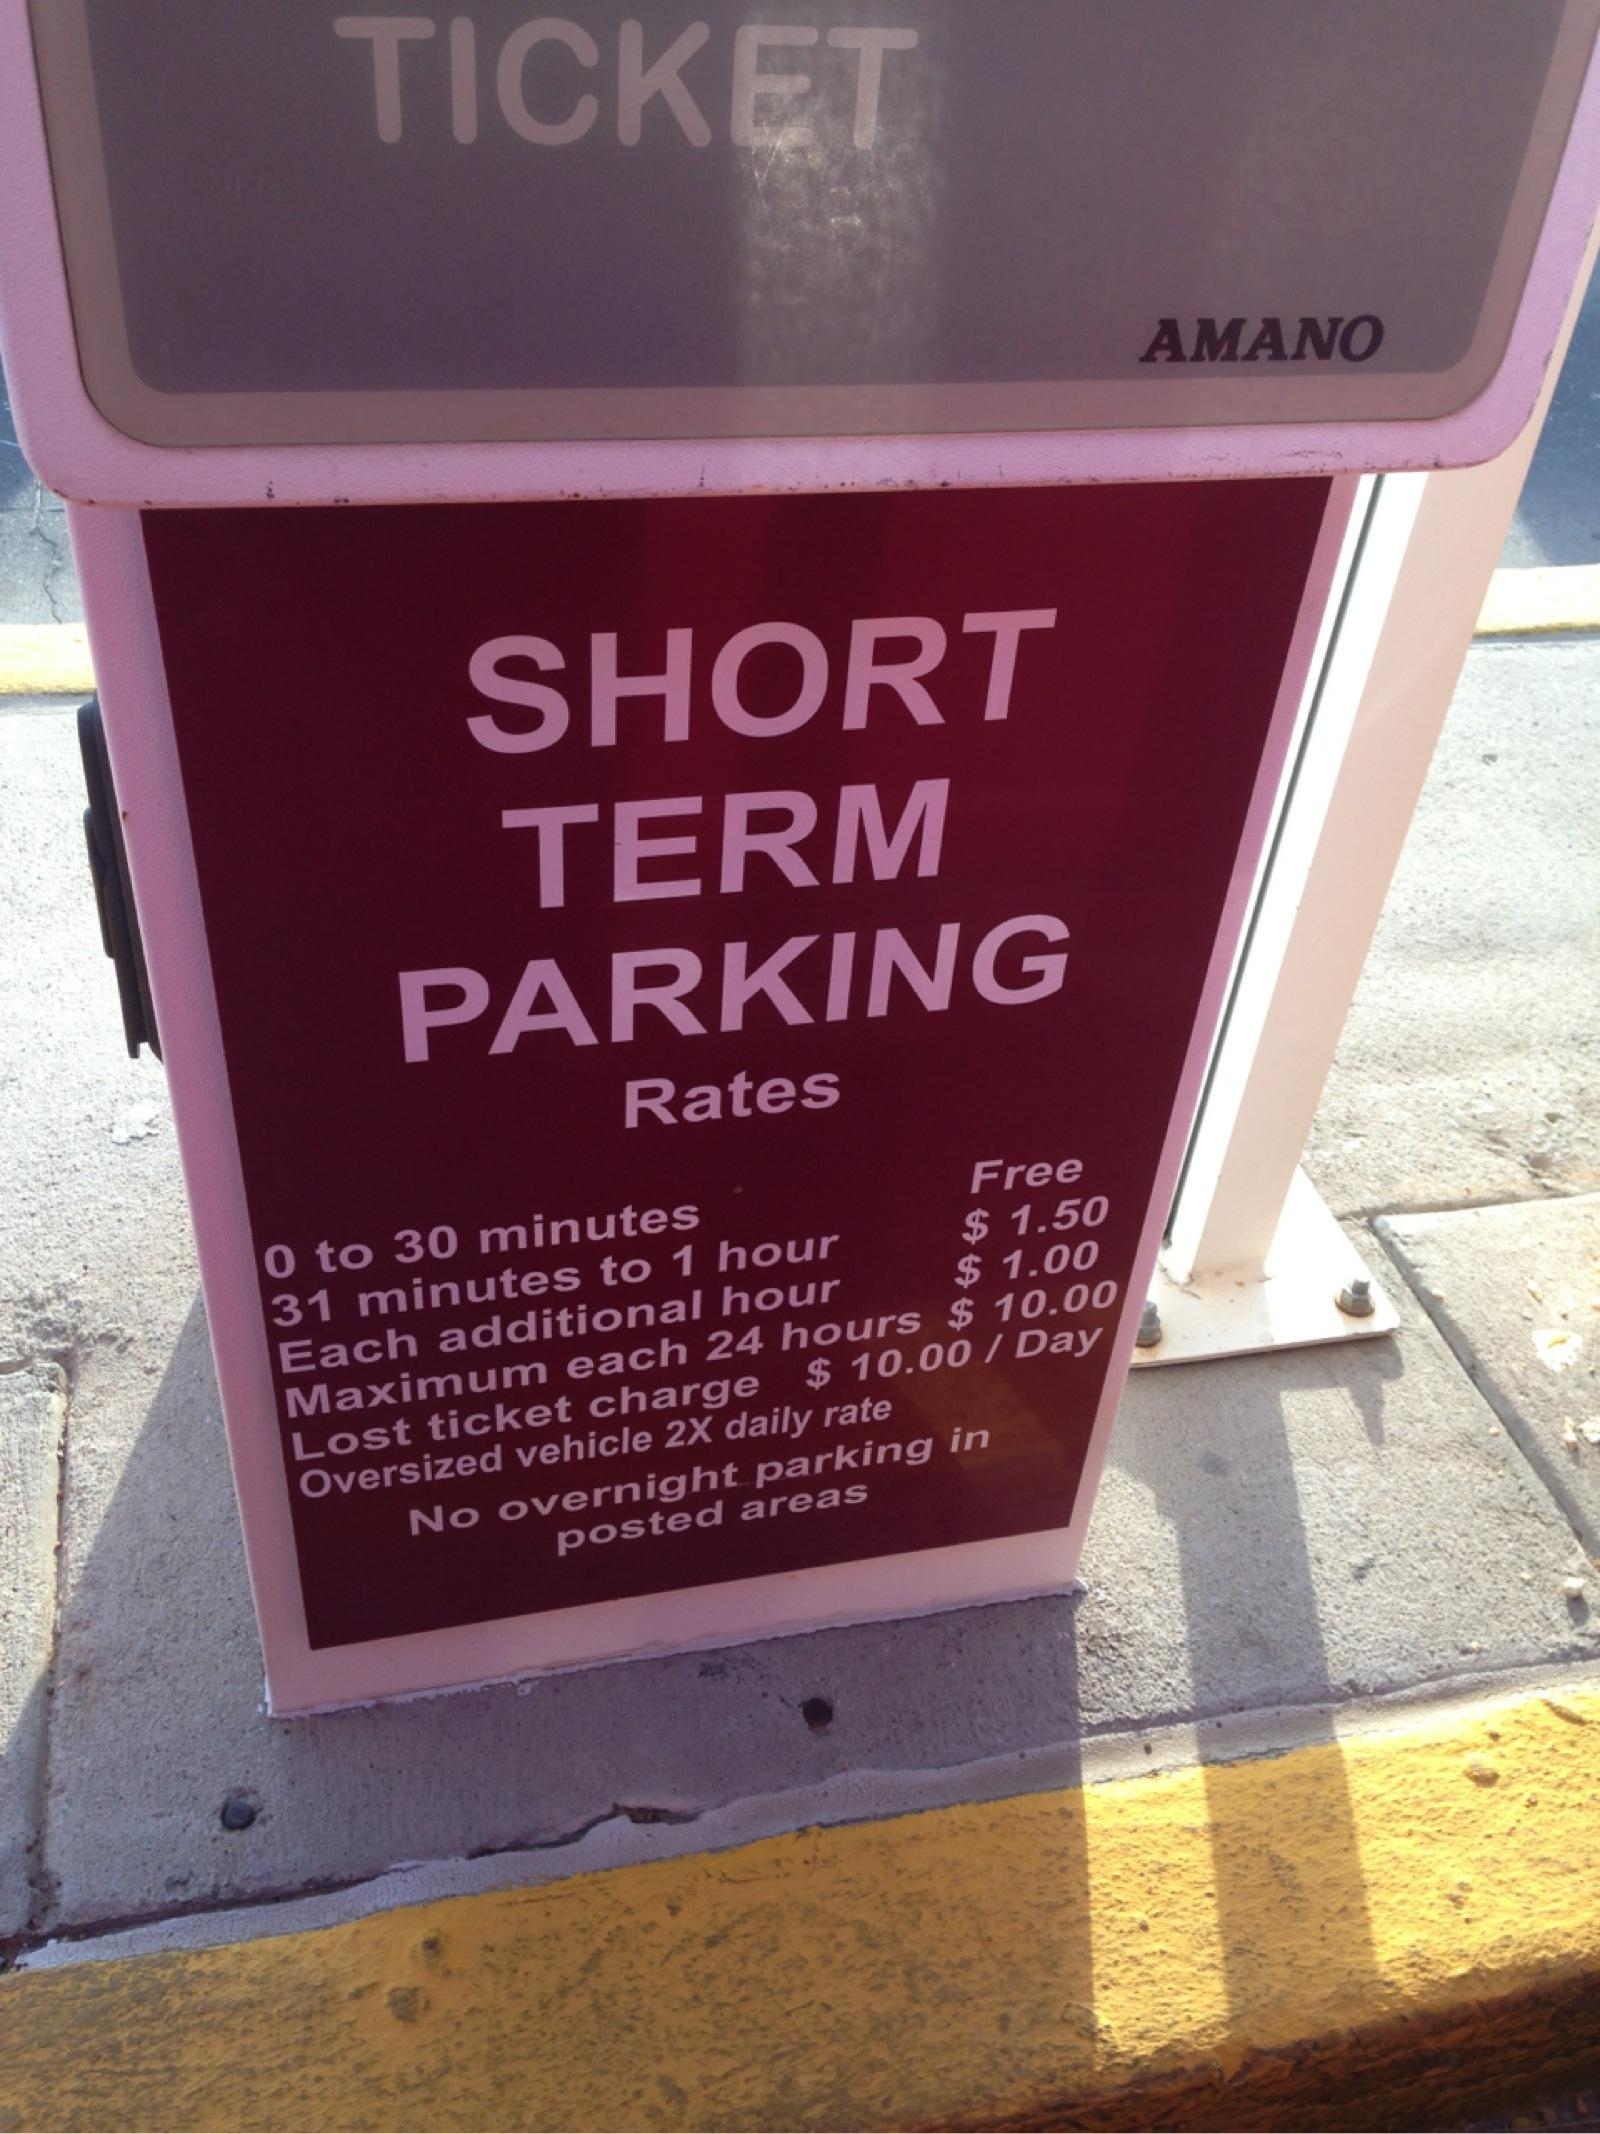 TICKET
AMANO
SHORT
TERM
PARKING
Rates
0 to 30 minutes Free
31 minutes to 1 hour $ 1.50
Each additional hour $ 1.00
Maximum each 24 hours $ 10.00
Lost ticket charge $ 10.00 / Day
Oversized vehicle 2X daily rate
No overnight parking in
posted areas